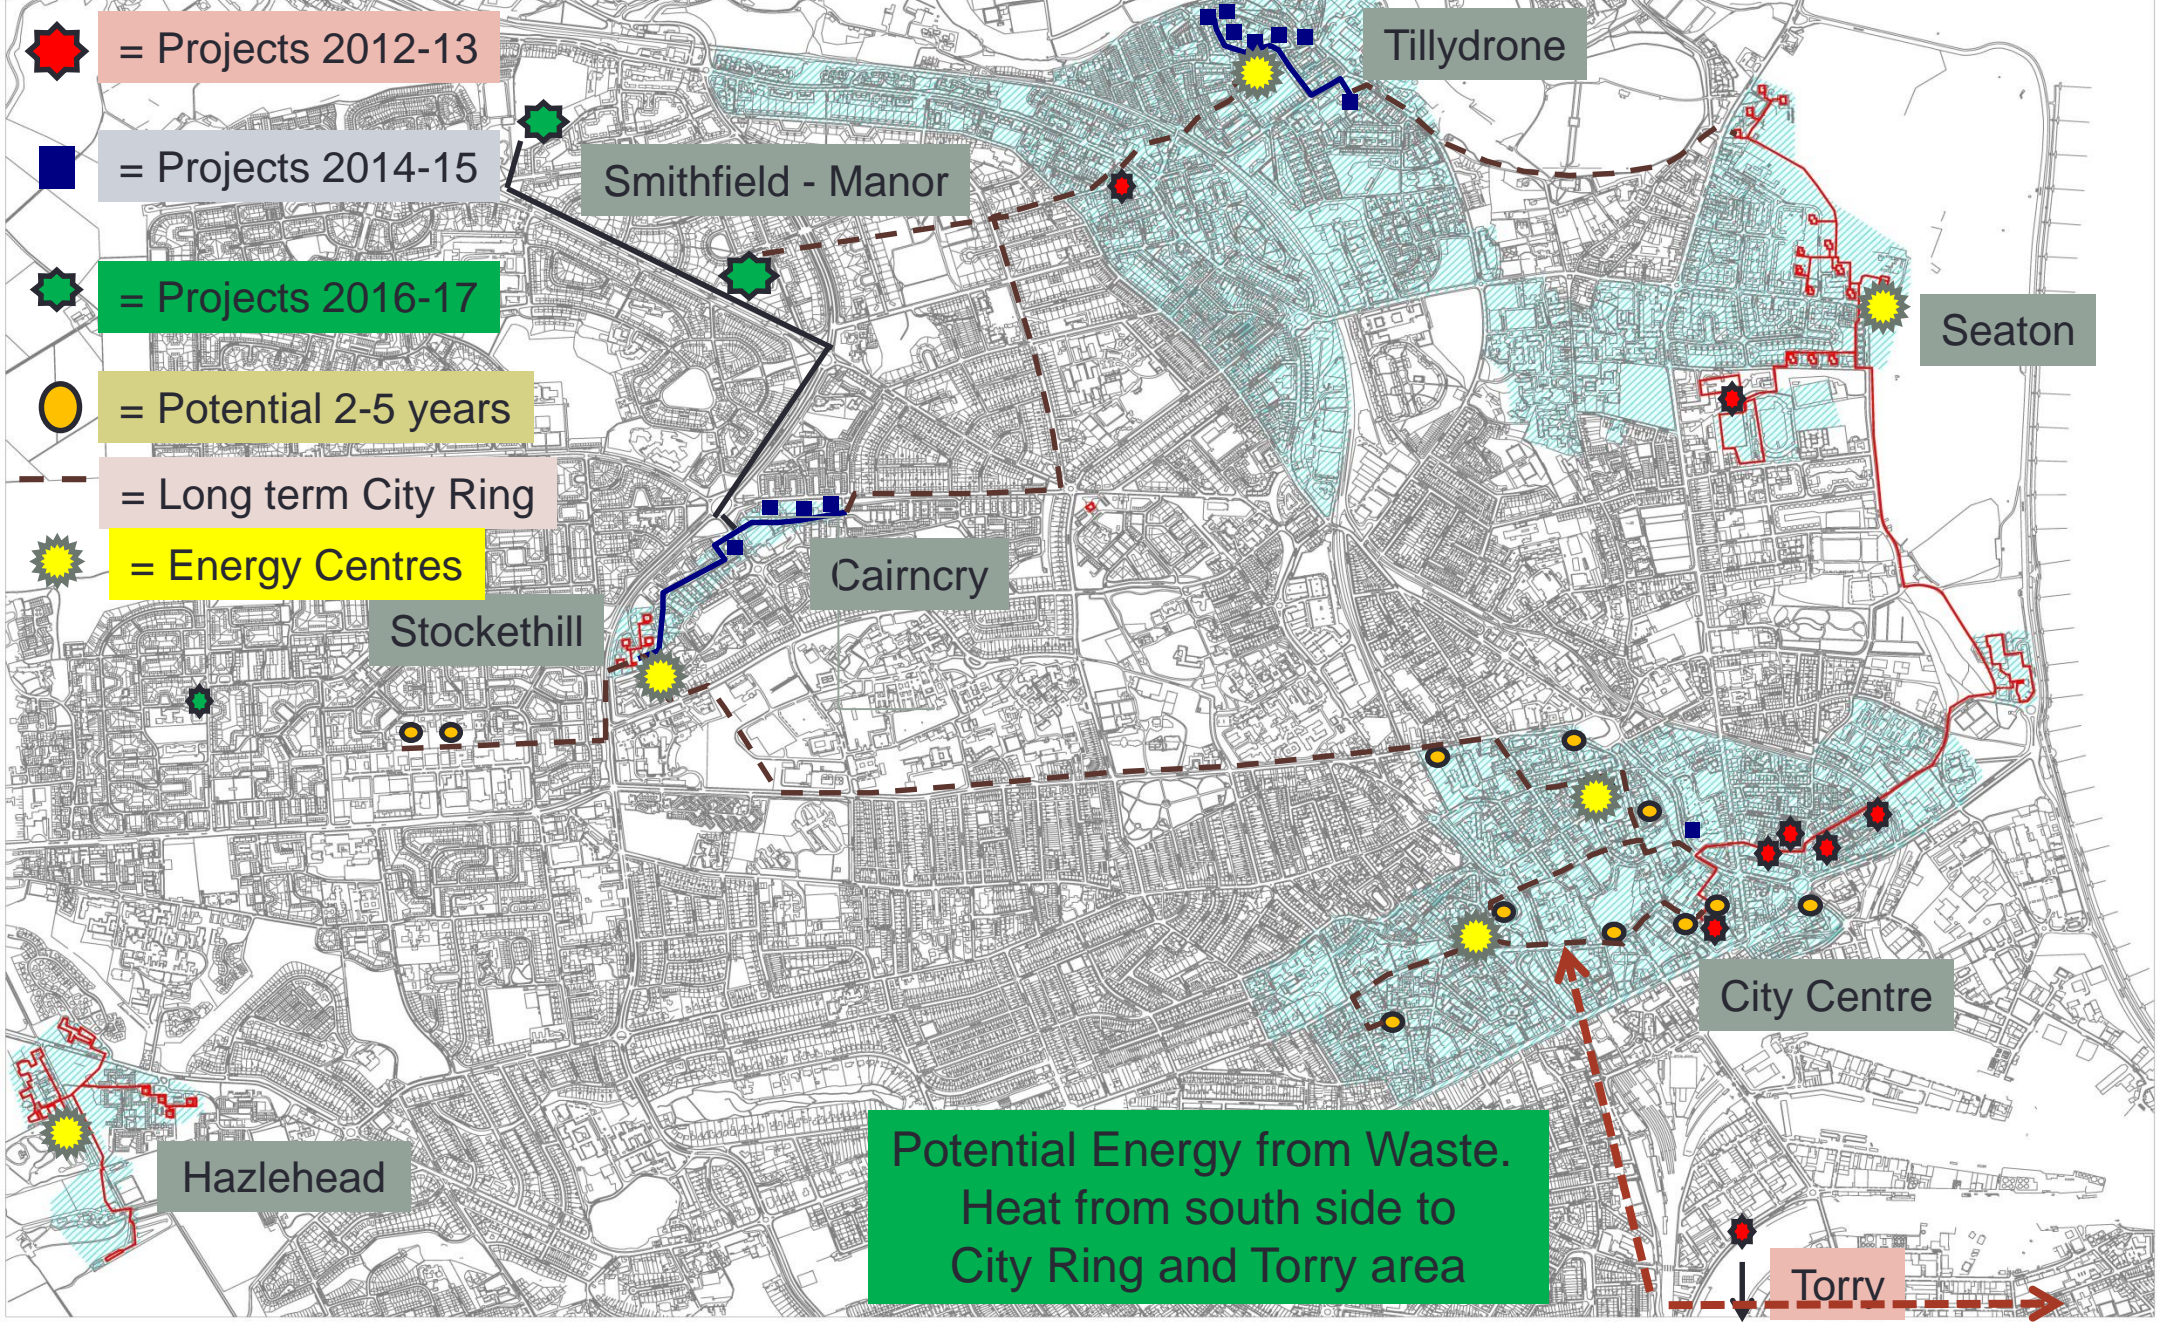 = Projects 2012-13
= Projects 2014-15
= Projects 2016-17
= Potential 2-5 years
= Long term City Ring
= Energy Centres
Tillydrone
Smithfield - Manor
Seaton
Cairncry
Stockethill
City Centre
Hazlehead
Potential Energy from Waste.
Heat from south side to
City Ring and Torry area
Torry